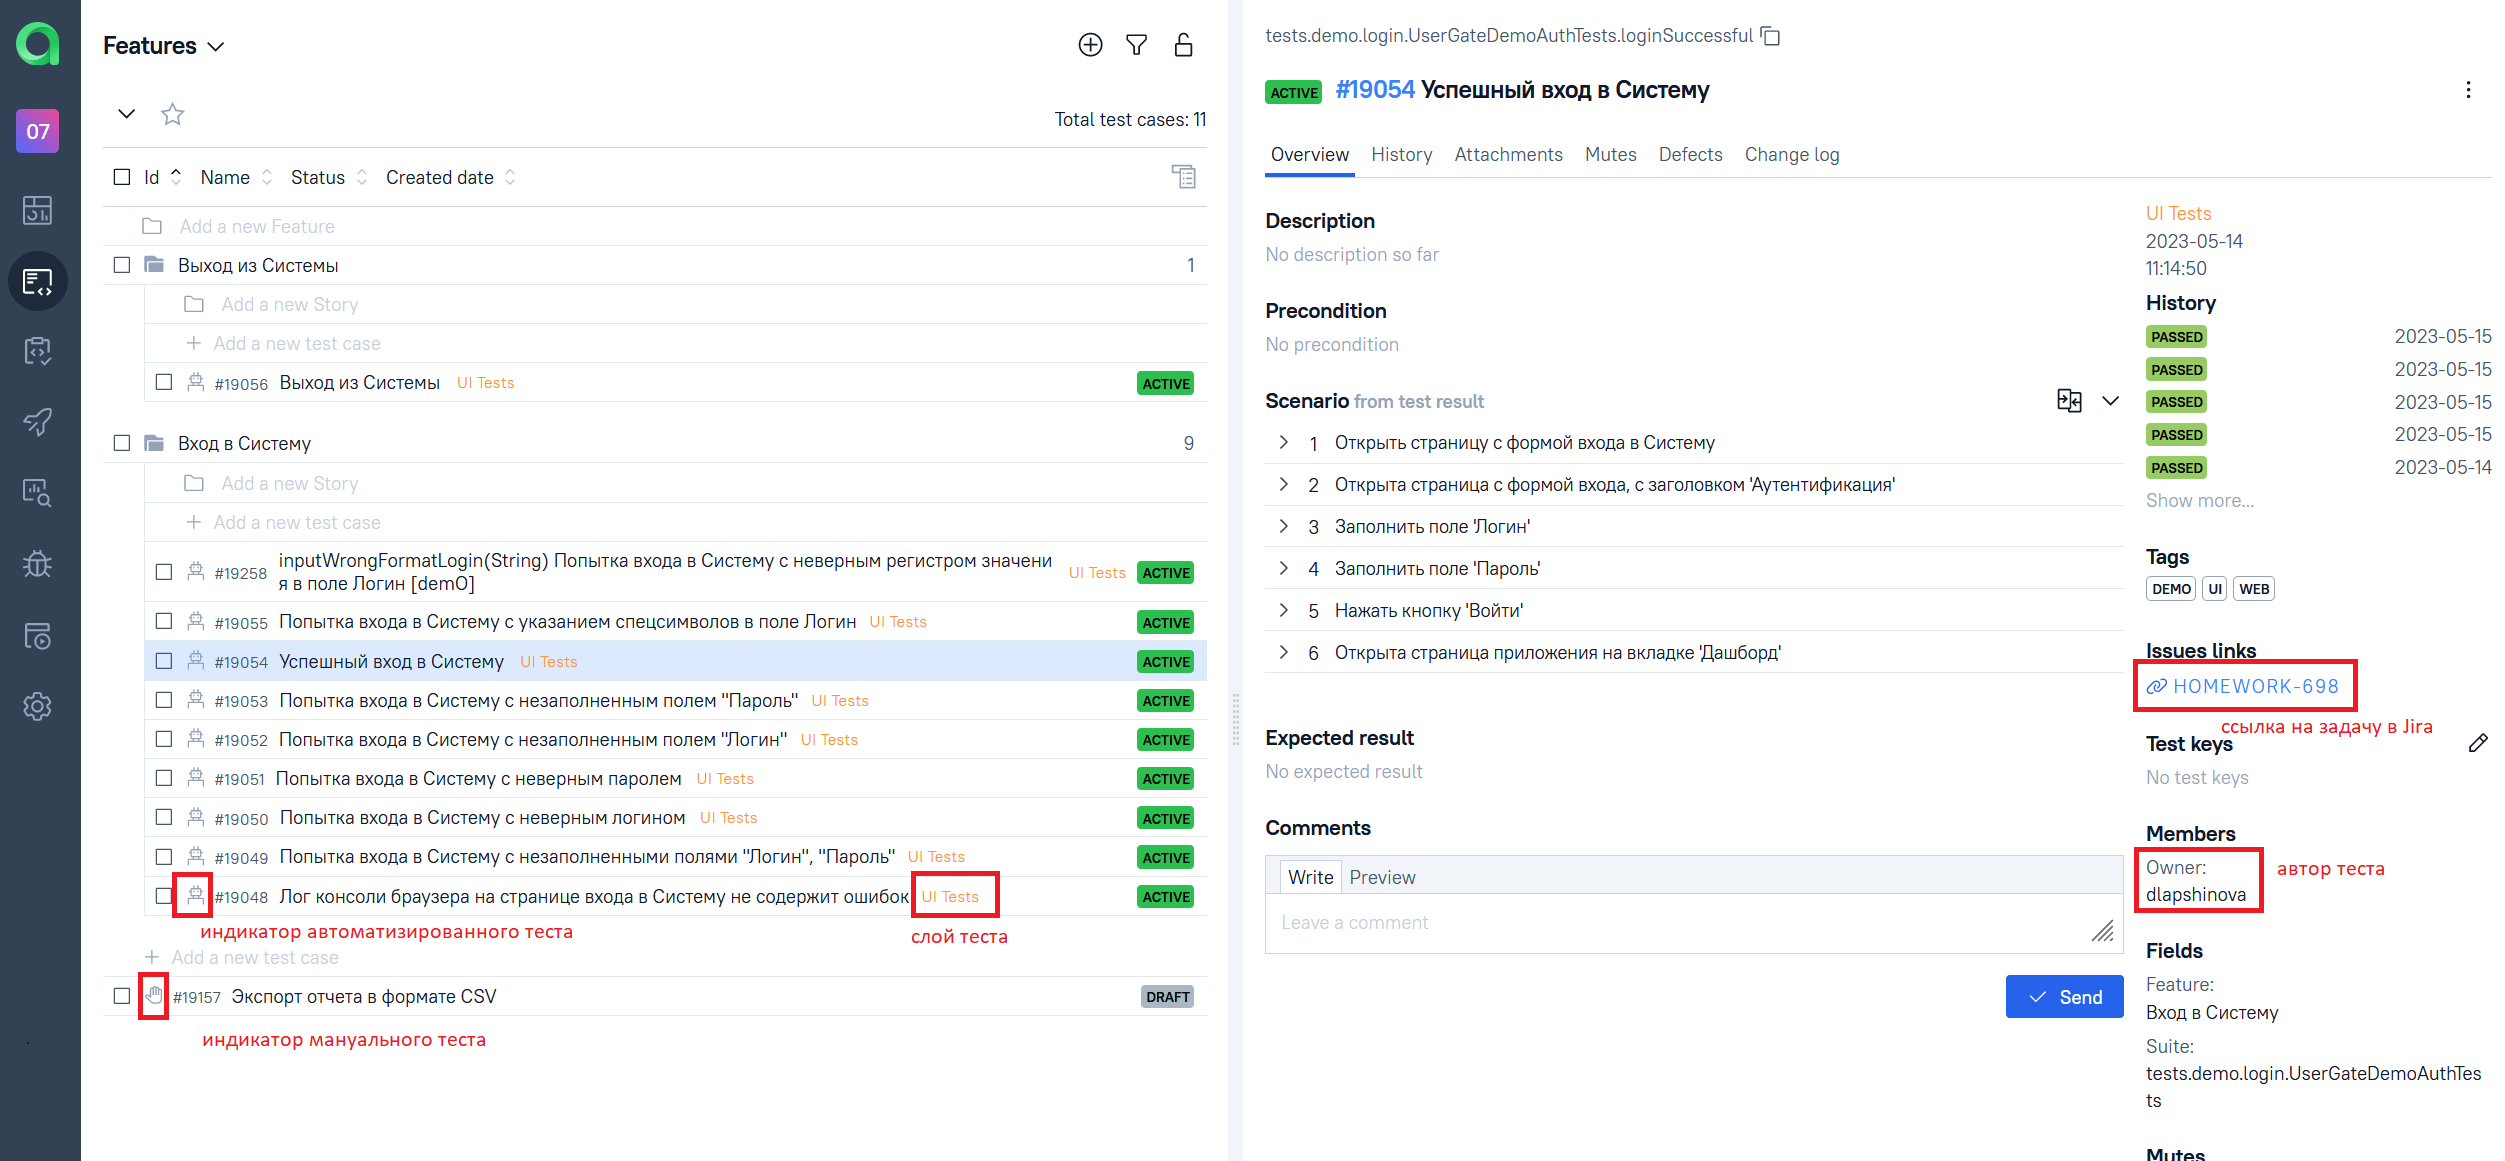 07
Features
Total test cases: 11
Id Name Status Created date
Add a new Feature
Выход из Системы 1
Add a new Story
Add a new test case
#19056 Выход из Системы UI Tests ACTIVE
Вход в Систему 9
Add a new Story
Add a new test case
#19258 inputWrongFormatLogin(String) Попытка входа в Систему с неверным регистром значени
я в поле Логин [demO] UI Tests ACTIVE
#19055 Попытка входа в Систему с указанием спецсимволов в поле Логин UI Tests ACTIVE
#19054 Успешный вход в Систему UI Tests ACTIVE
#19053 Попытка входа в Систему с незаполненным полем "Пароль" UI Tests ACTIVE
#19052 Попытка входа в Систему с незаполненным полем "Логин" UI Tests ACTIVE
#19051 Попытка входа в Систему с неверным паролем UI Tests ACTIVE
#19050 Попытка входа в Систему с неверным логином UI Tests ACTIVE
#19049 Попытка входа в Систему с незаполненными полями "Логин", "Пароль" UI Tests ACTIVE
#19048 Лог консоли браузера на странице входа в Систему не содержит ошибок UI Tests ACTIVE
индикатор автоматизированного теста
слой теста
Add a new test case
#19157 Экспорт отчета в формате CSV DRAFT
индикатор мануального теста
tests.demo.login.UserGateDemoAuthTests.loginSuccessful
ACTIVE #19054 Успешный вход в Систему
Overview History Attachments Mutes Defects Change log
Description
No description so far
Precondition
No precondition
Scenario from test result
1 Открыть страницу с формой входа в Систему
2 Открыта страница с формой входа, с заголовком 'Аутентификация'
3 Заполнить поле 'Логин'
4 Заполнить поле 'Пароль'
5 Нажать кнопку 'Войти'
6 Открыта страница приложения на вкладке 'Дашборд'
Expected result
No expected result
Comments
Write Preview
Leave a comment
Send
UI Tests
2023-05-14
11:14:50
History
PASSED 2023-05-15
PASSED 2023-05-15
PASSED 2023-05-15
PASSED 2023-05-15
PASSED 2023-05-14
Show more...
Tags
DEMO UI WEB
Issues links
HOMEWORK-698
ссылка на задачу в Jira
Test keys
No test keys
Members
Owner:
dlapshinova
автор теста
Fields
Feature:
Вход в Систему
Suite:
tests.demo.login.UserGateDemoAuthTes
ts
Mutes